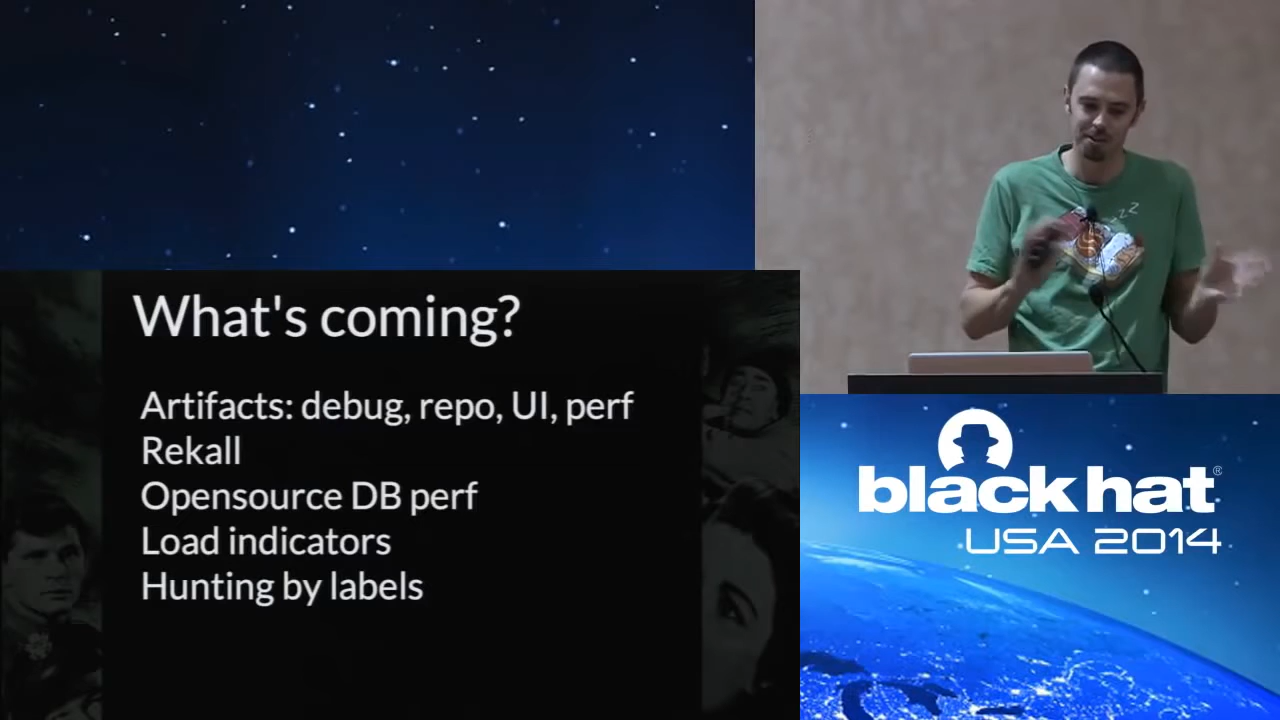 What's coming?
Artifacts: debug, repo, UI, perf
Rekall
Opensource DB perf
Load indicators
Hunting by labels
zzZ
black hat®
USA 2014